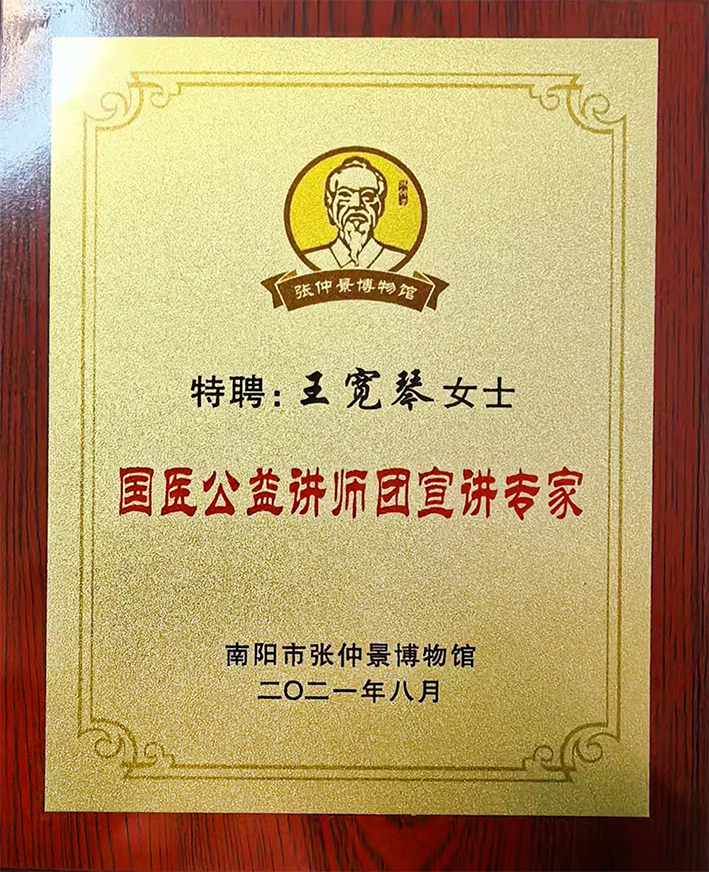 张仲景博物馆
特聘：王宽琴女士
国医公益讲师团宣讲专家
南阳市张仲景博物馆
二〇二一年八月